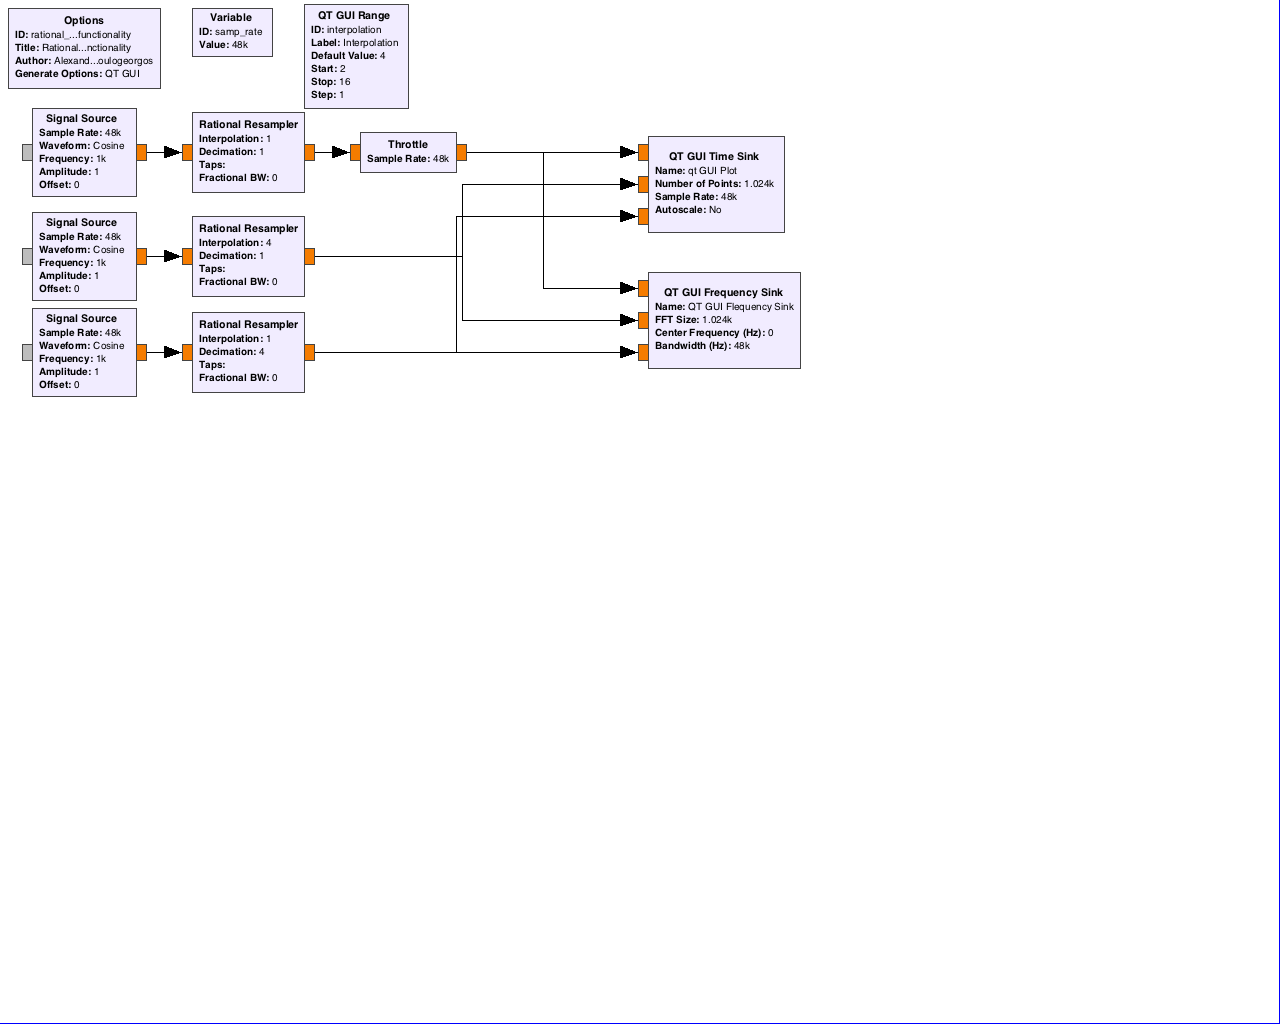 Options
ID: rational_...functionality
Title: Rational...nctionality
Author: Alexand...oulogeorgos
Generate Options: QT GUI
Variable
ID: samp_rate
Value: 48k
QT GUI Range
ID: interpolation
Label: Interpolation
Default Value: 4
Start: 2
Stop: 16
Step: 1
Signal Source
Sample Rate: 48k
Waveform: Cosine
Frequency: 1k
Amplitude: 1
Offset: 0
Rational Resampler
Interpolation: 1
Decimation: 1
Taps:
Fractional BW: 0
Throttle
Sample Rate: 48k
QT GUI Time Sink
Name: qt GUI Plot
Number of Points: 1.024k
Sample Rate: 48k
Autoscale: No
Signal Source
Sample Rate: 48k
Waveform: Cosine
Frequency: 1k
Amplitude: 1
Offset: 0
Rational Resampler
Interpolation: 4
Decimation: 1
Taps:
Fractional BW: 0
QT GUI Frequency Sink
Name: QT GUI Flequency Sink
FFT Size: 1.024k
Center Frequency (Hz): 0
Bandwidth (Hz): 48k
Signal Source
Sample Rate: 48k
Waveform: Cosine
Frequency: 1k
Amplitude: 1
Offset: 0
Rational Resampler
Interpolation: 1
Decimation: 4
Taps:
Fractional BW: 0